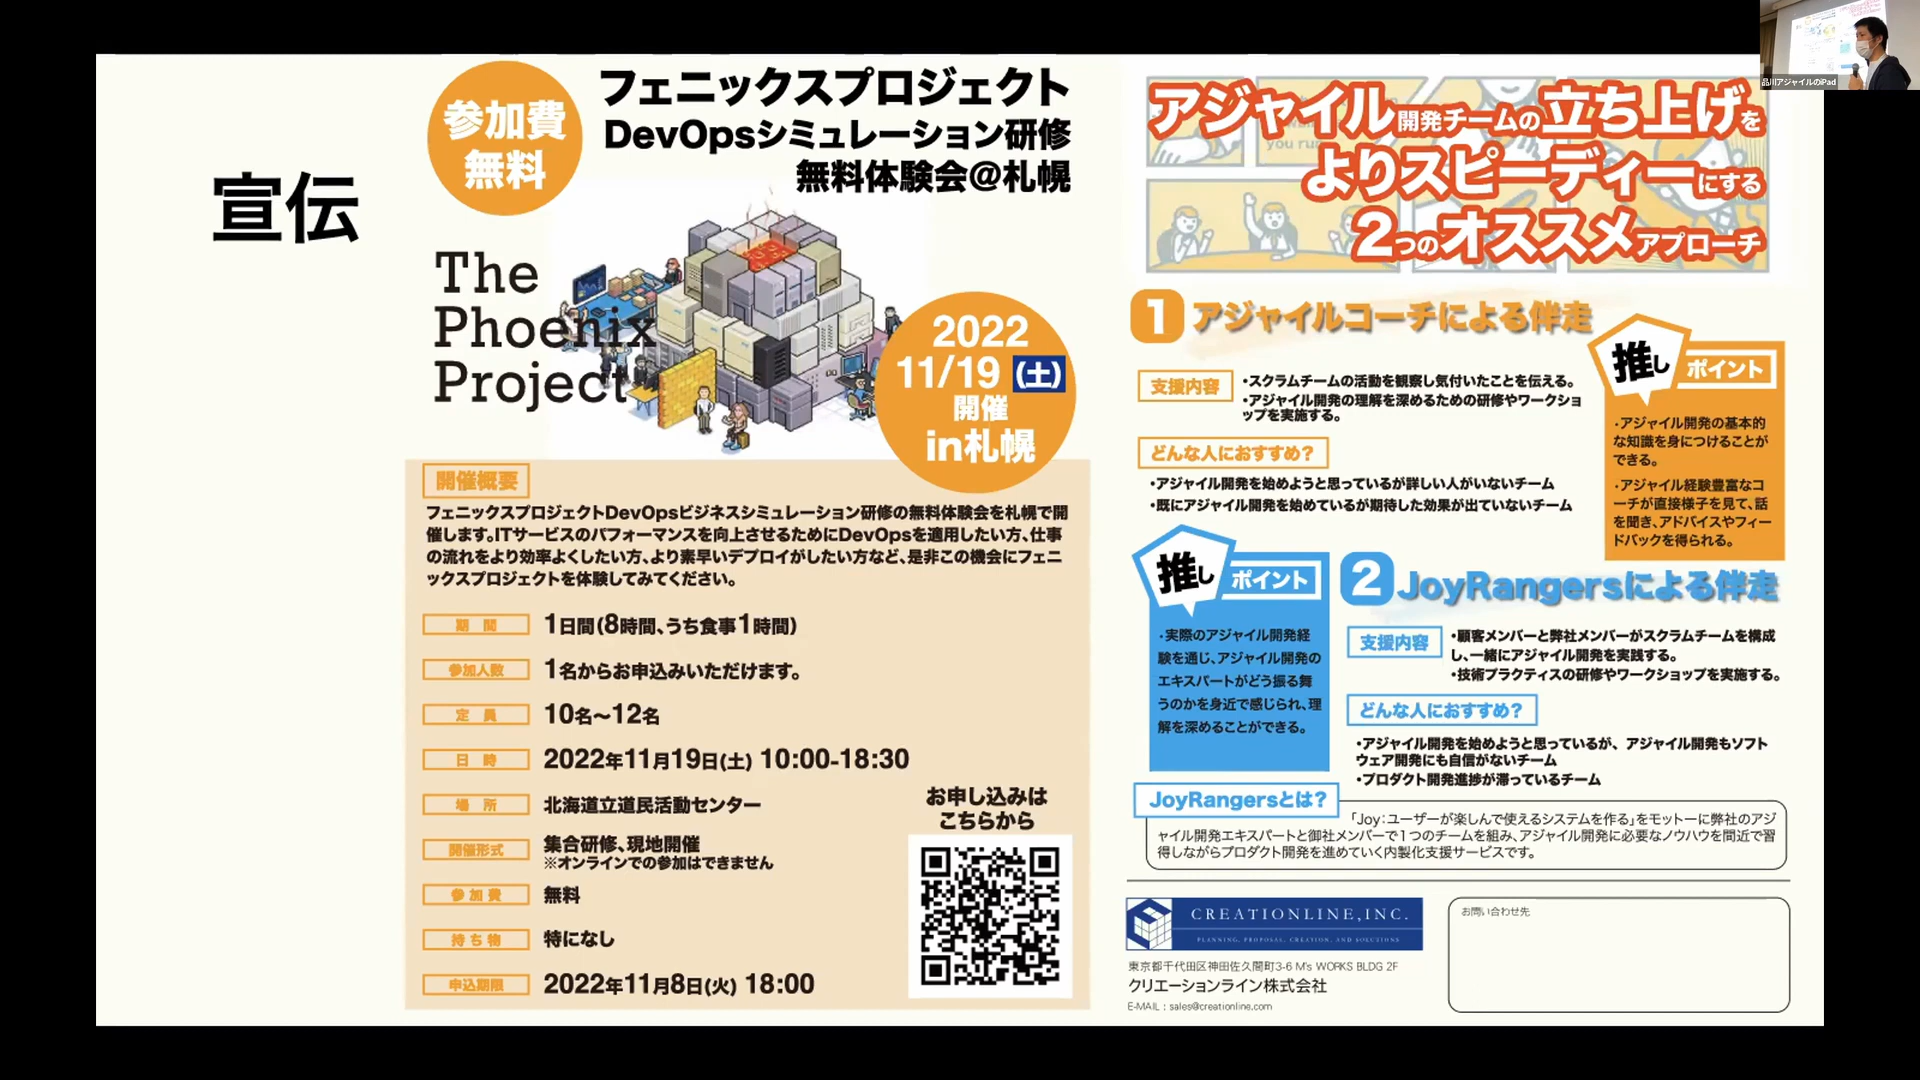 宣伝
参加費
無料
フェニックスプロジェクト
DevOpsシミュレーション研修
無料体験会@札幌
The
Phoenix
Project
2022
11/19 (土)
開催
in札幌
開催概要
フェニックスプロジェクトDevOpsビジネスシミュレーション研修の無料体験会を札幌で開
催します。ITサービスのパフォーマンスを向上させるためにDevOpsを適用したい方、仕事
の流れをより効率よくしたい方、より素早いデプロイがしたい方など、是非この機会にフェニ
ックスプロジェクトを体験してみてください。
期 間 1日間(8時間、うち食事1時間)
参加人数 1名からお申込みいただけます。
定 員 10名～12名
日 時 2022年11月19日(土) 10:00-18:30
場 所 北海道立道民活動センター
開催形式 集合研修、現地開催
※オンラインでの参加はできません
参加費 無料
持ち物 特になし
申込期限 2022年11月8日(火) 18:00
お申し込みは
こちらから
アジャイル開発チームの立ち上げを
よりスピーディーにする
2つのオススメアプローチ
1 アジャイルコーチによる伴走
支援内容
・スクラムチームの活動を観察し気付いたことを伝える。
・アジャイル開発の理解を深めるための研修やワークショ
ップを実施する。
どんな人におすすめ?
・アジャイル開発を始めようと思っているが詳しい人がいないチーム
・既にアジャイル開発を始めているが期待した効果が出ていないチーム
推しポイント
・アジャイル開発の基本的
な知識を身につけることが
できる。
・アジャイル経験豊富なコ
ーチが直接様子を見て、話
を聞き、アドバイスやフィー
ドバックを得られる。
2 JoyRangersによる伴走
推しポイント
・実際のアジャイル開発経
験を通じ、アジャイル開発の
エキスパートがどう振る舞
うのかを身近で感じられ、理
解を深めることができる。
支援内容
・顧客メンバーと弊社メンバーがスクラムチームを構成
し、一緒にアジャイル開発を実践する。
・技術プラクティスの研修やワークショップを実施する。
どんな人におすすめ?
・アジャイル開発を始めようと思っているが、アジャイル開発もソフト
ウェア開発にも自信がないチーム
・プロダクト開発進捗が滞っているチーム
JoyRangersとは?
「Joy:ユーザーが楽しんで使えるシステムを作る」をモットーに弊社のアジ
ャイル開発エキスパートと御社メンバーで1つのチームを組み、アジャイル開発に必要なノウハウを間近で習
得しながらプロダクト開発を進めていく内製化支援サービスです。
CREATIONLINE,INC.
PLANNING, PROPOSAL, CREATION, AND SOLUTIONS
東京都千代田区神田佐久間町3-6 M's WORKS BLDG 2F
クリエーションライン株式会社
E-MAIL : sales@creationline.com
お問い合わせ先
品川アジャイルのiPad